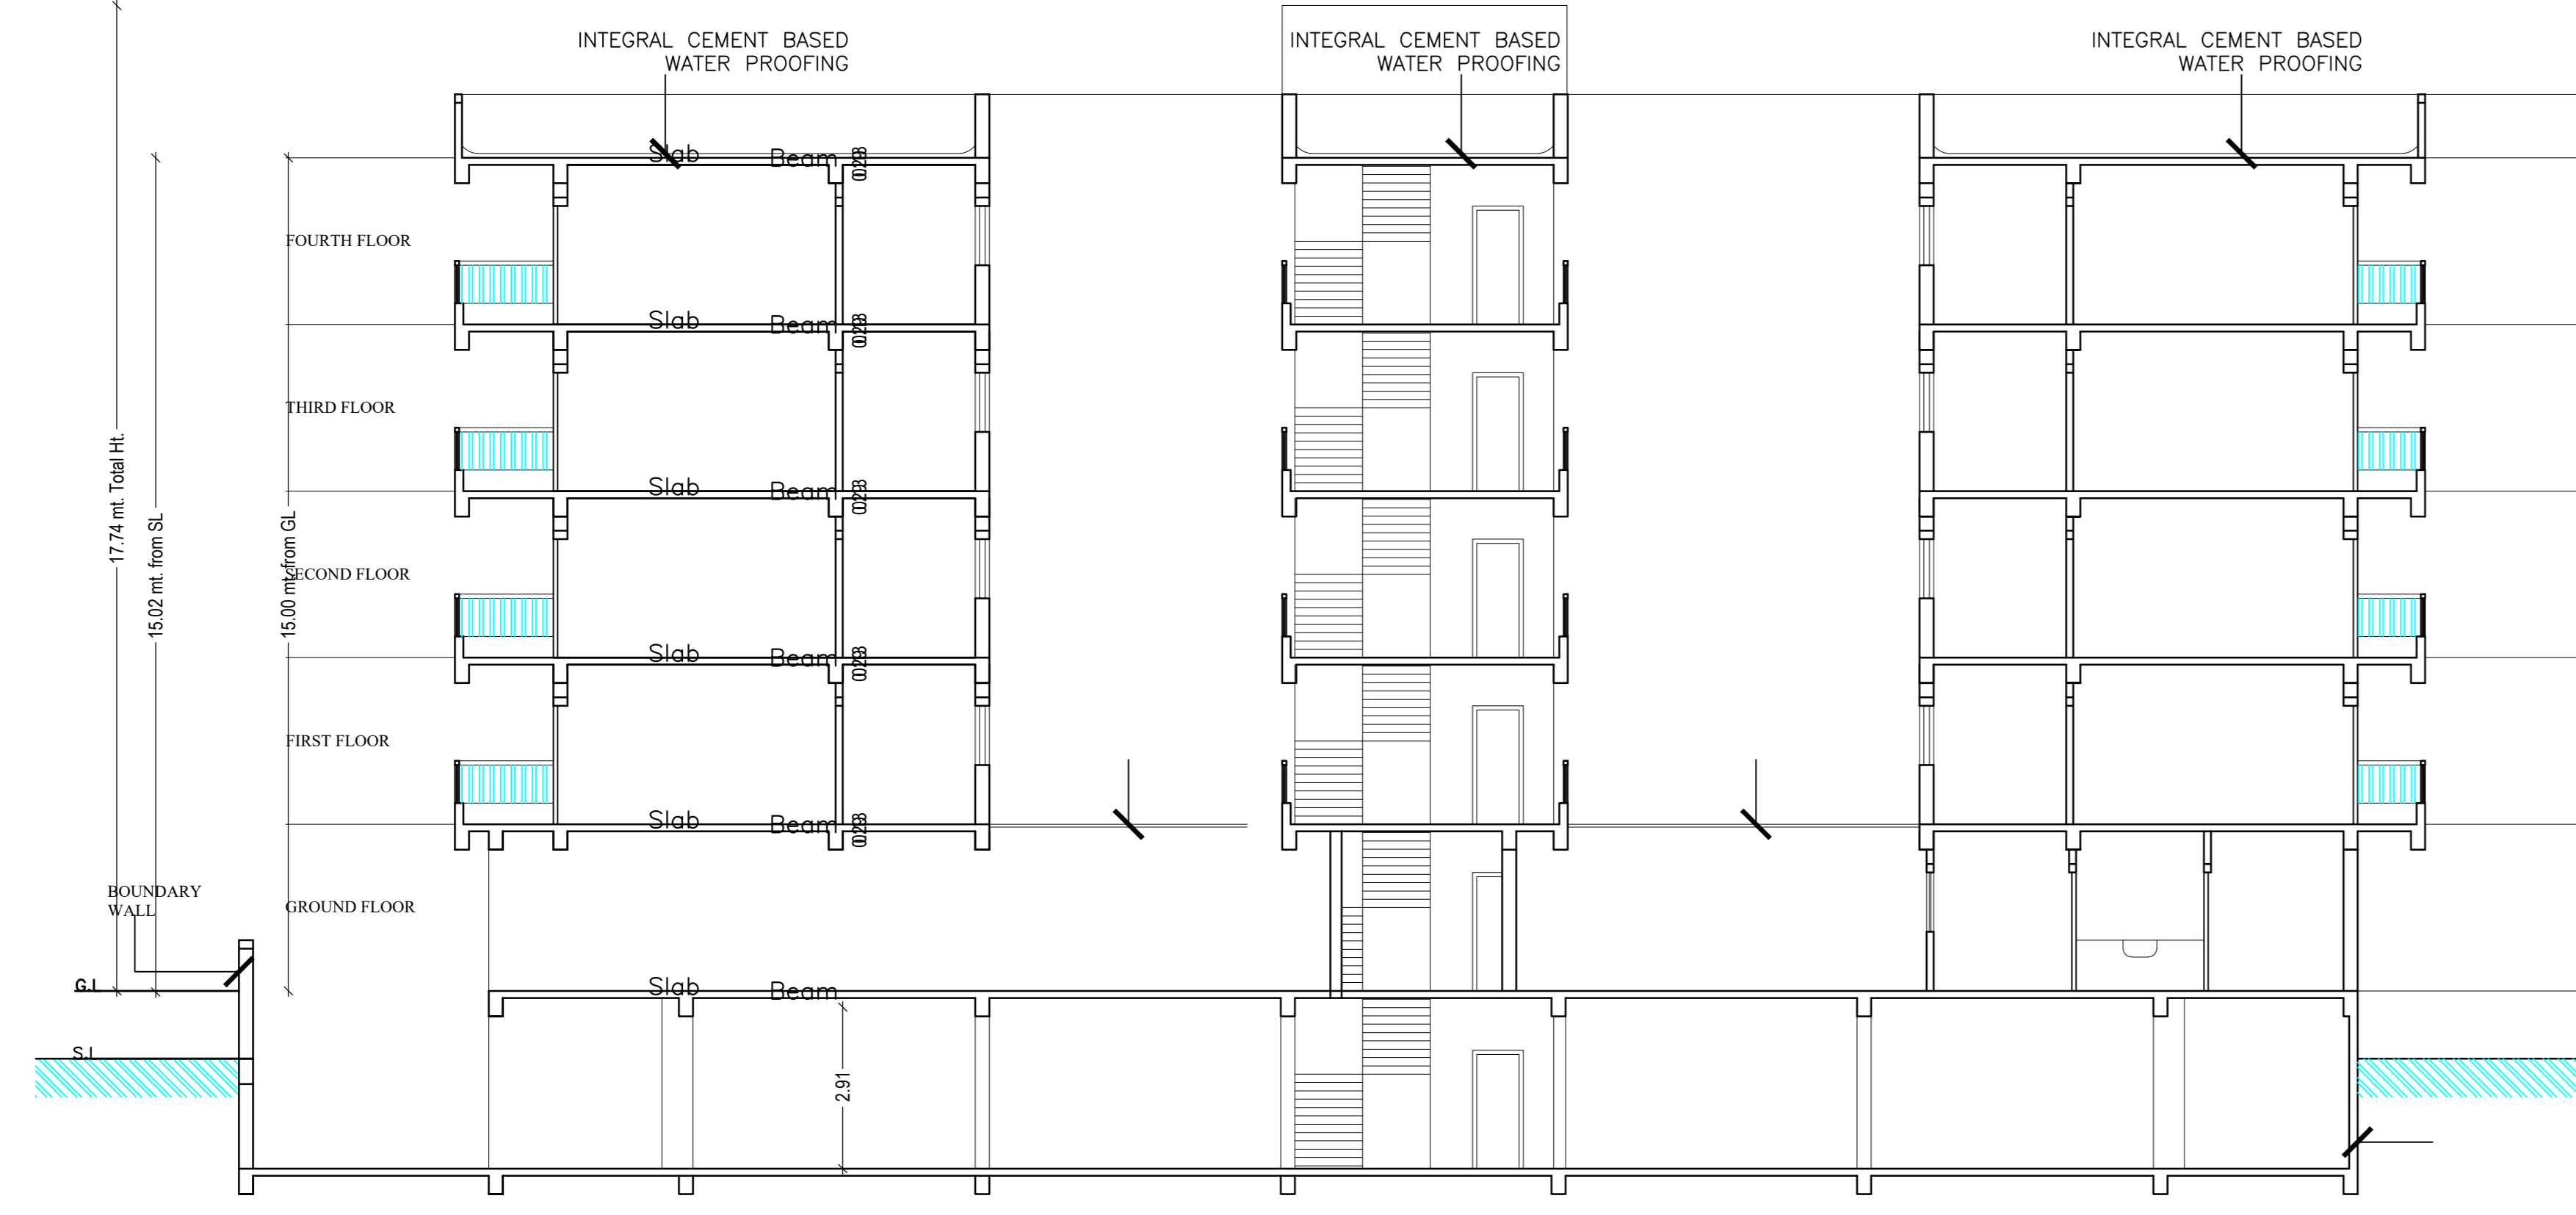 INTEGRAL CEMENT BASED
WATER PROOFING
INTEGRAL CEMENT BASED
WATER PROOFING
INTEGRAL CEMENT BASED
WATER PROOFING
Slab
Beam
FOURTH FLOOR
Slab
Beam
THIRD FLOOR
17.74 mt. Total Ht.
15.02 mt. from SL
15.00 mt. from GL
Slab
Beam
SECOND FLOOR
Slab
Beam
FIRST FLOOR
Slab
Beam
BOUNDARY
WALL
GROUND FLOOR
G.L
Slab
Beam
S.L
2.91